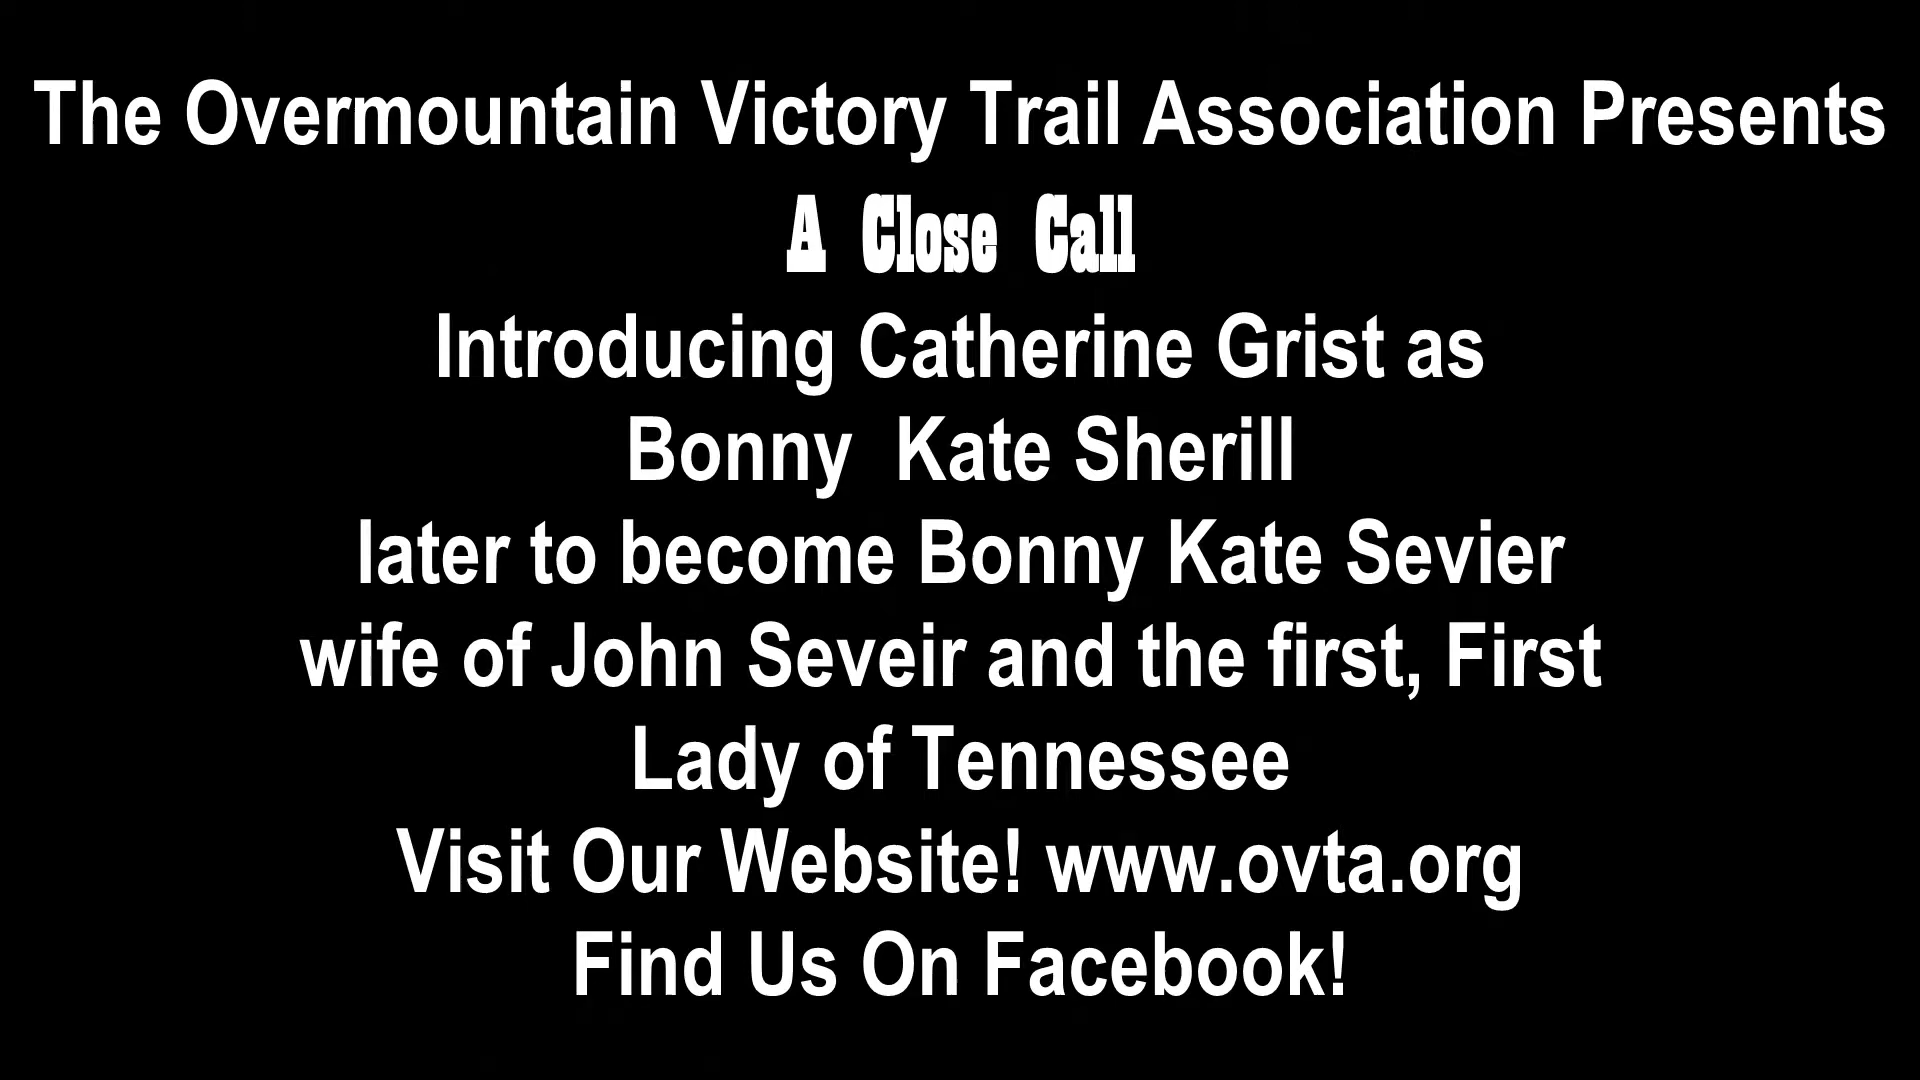 The Overmountain Victory Trail Association Presents
A Close Call
Introducing Catherine Grist as
Bonny Kate Sherill
later to become Bonny Kate Sevier
wife of John Seveir and the first, First
Lady of Tennessee
Visit Our Website! www.ovta.org
Find Us On Facebook!